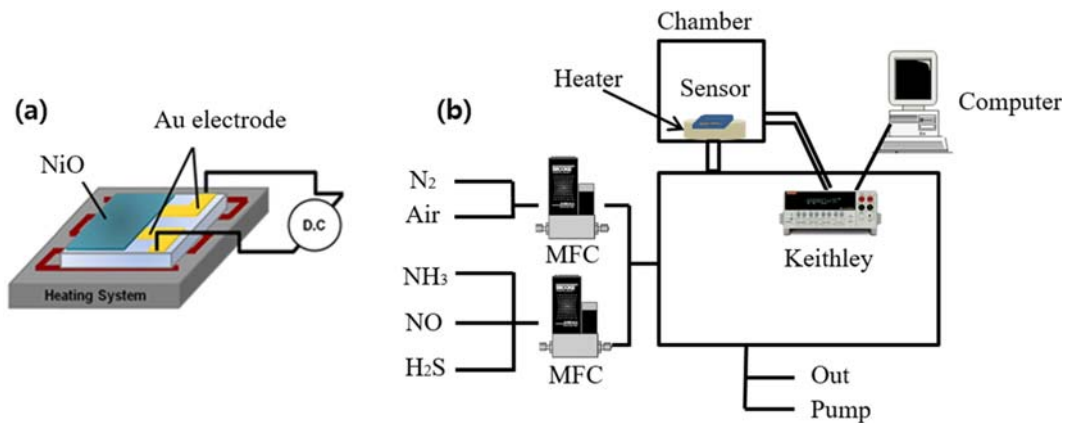 (a)
Au electrode
NiO
D.C
Heating System
(b)
Chamber
Heater
Sensor
Computer
N2
Air
MFC
Keithley
NH3
NO
H2S
MFC
Out
Pump